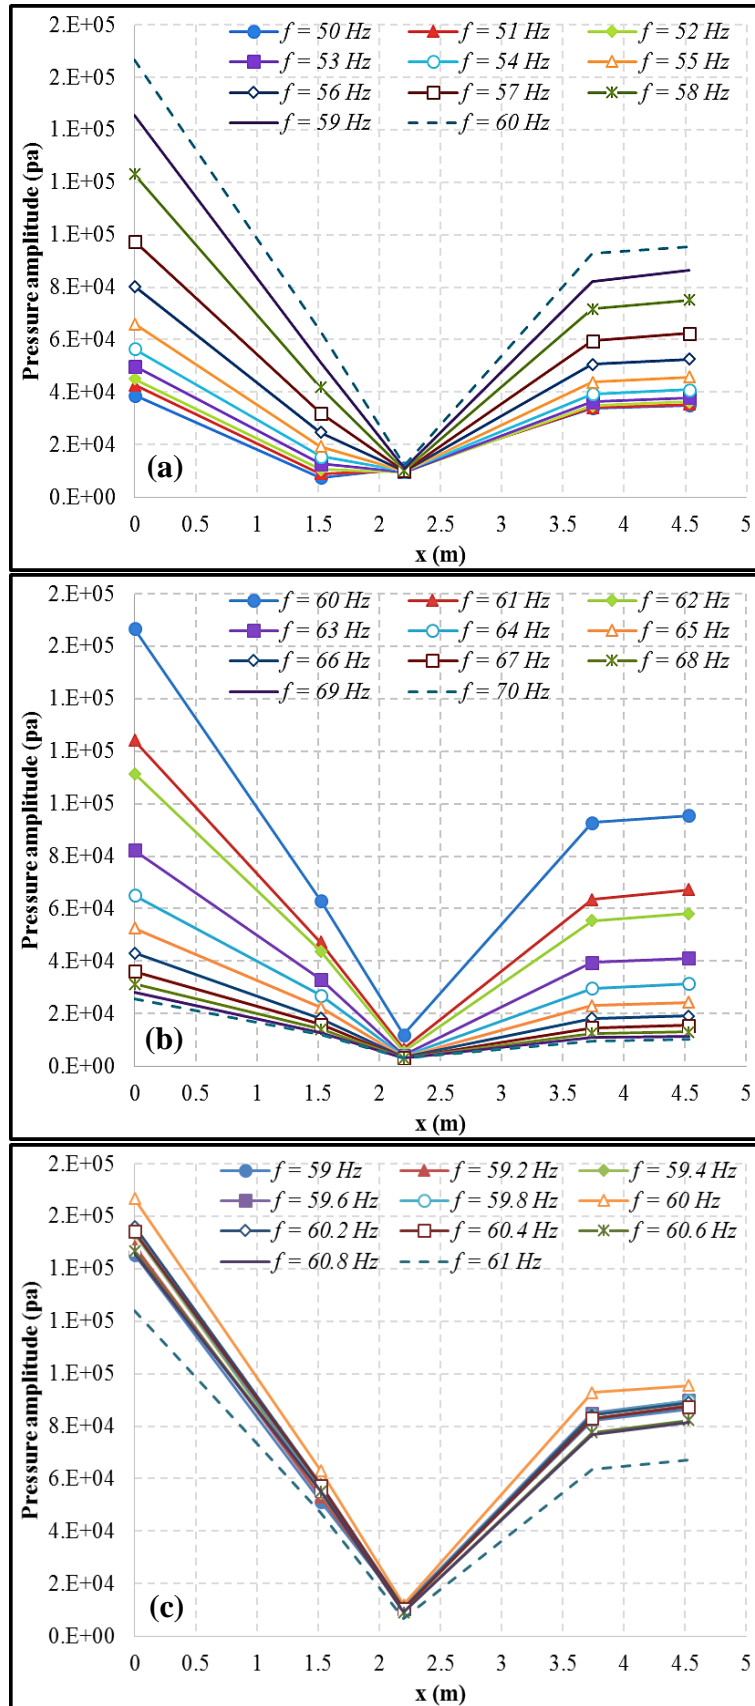 2.E+05
f = 50 Hz f = 51 Hz f = 52 Hz
2.E+05
f = 53 Hz f = 54 Hz f = 55 Hz
f = 56 Hz f = 57 Hz f = 58 Hz
1.E+05
f = 59 Hz f = 60 Hz
1.E+05
1.E+05
8.E+04
6.E+04
4.E+04
2.E+04
0.E+00
Pressure amplitude (pa)
(a)
0 0.5 1 1.5 2 2.5 3 3.5 4 4.5 5
x (m)
2.E+05
f = 60 Hz f = 61 Hz f = 62 Hz
2.E+05
f = 63 Hz f = 64 Hz f = 65 Hz
f = 66 Hz f = 67 Hz f = 68 Hz
1.E+05
f = 69 Hz f = 70 Hz
1.E+05
1.E+05
8.E+04
6.E+04
4.E+04
2.E+04
0.E+00
Pressure amplitude (pa)
(b)
0 0.5 1 1.5 2 2.5 3 3.5 4 4.5 5
x (m)
2.E+05
f = 59 Hz f = 59.2 Hz f = 59.4 Hz
f = 59.6 Hz f = 59.8 Hz f = 60 Hz
2.E+05
f = 60.2 Hz f = 60.4 Hz f = 60.6 Hz
f = 60.8 Hz f = 61 Hz
1.E+05
1.E+05
1.E+05
8.E+04
6.E+04
4.E+04
2.E+04
0.E+00
Pressure amplitude (pa)
(c)
0 0.5 1 1.5 2 2.5 3 3.5 4 4.5 5
x (m)